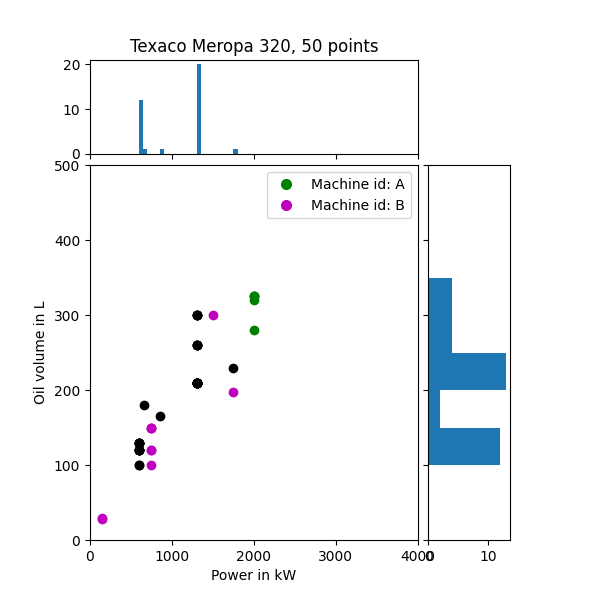 Texaco Meropa 320, 50 points
20
10
0
500
400
300
200
100
0
Machine id: A
Machine id: B
Oil volume in L
0 1000 2000 3000 4000
0 10
Power in kW